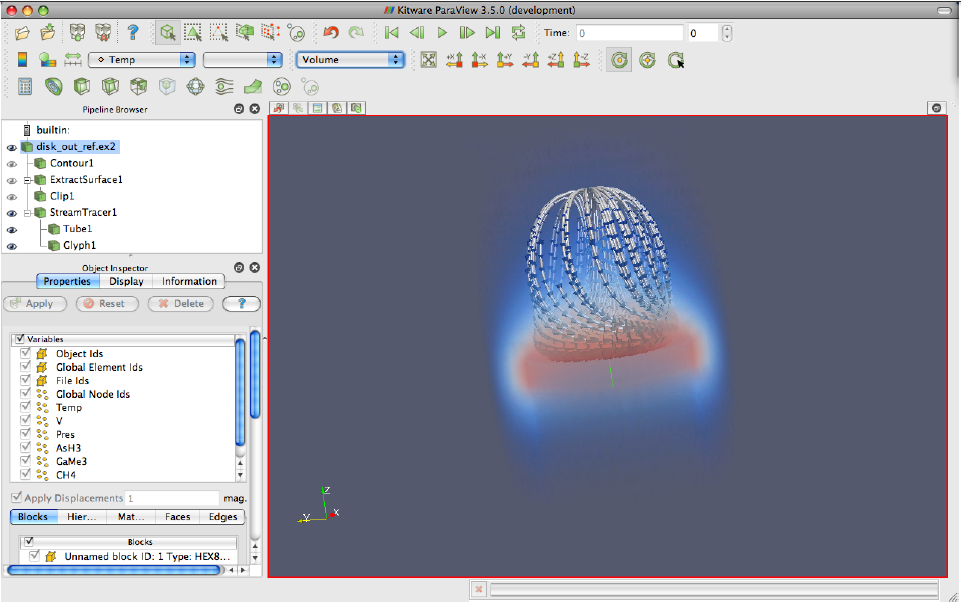 Kitware ParaView 3.5.0 (development)
? Time: 0 0
Temp Volume +X -X +Y -Y +Z -Z
Pipeline Browser
builtin:
disk_out_ref.ex2
Contour1
ExtractSurface1
Clip1
StreamTracer1
Tube1
Glyph1
Object Inspector
Properties Display Information
Apply Reset Delete ?
Variables
Object Ids
Global Element Ids
File Ids
Global Node Ids
Temp
V
Pres
AsH3
GaMe3
CH4
Apply Displacements 1 mag.
Blocks Hier... Mat... Faces Edges
Blocks
Unnamed block ID: 1 Type: HEX8...
Z
Y X